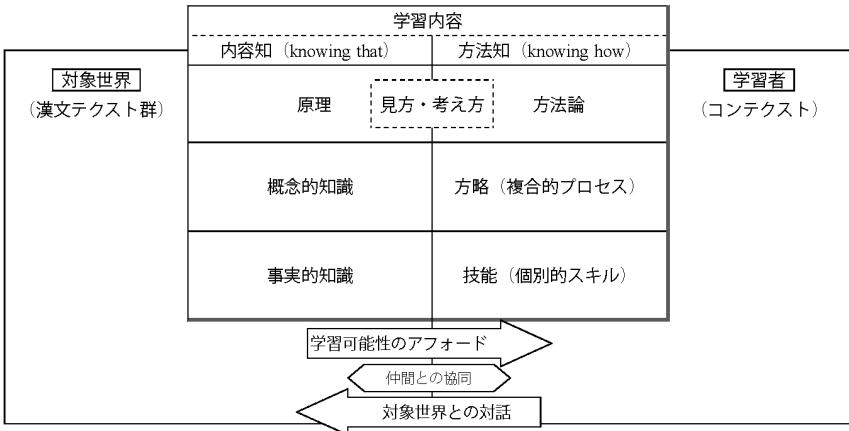 学習内容
内容知（knowing that）
方法知（knowing how）
対象世界
（漢文テクスト群）
学習者
（コンテクスト）
原理
見方・考え方
方法論
概念的知識
方略（複合的プロセス）
事実的知識
技能（個別的スキル）
学習可能性のアフォード
仲間との協同
対象世界との対話